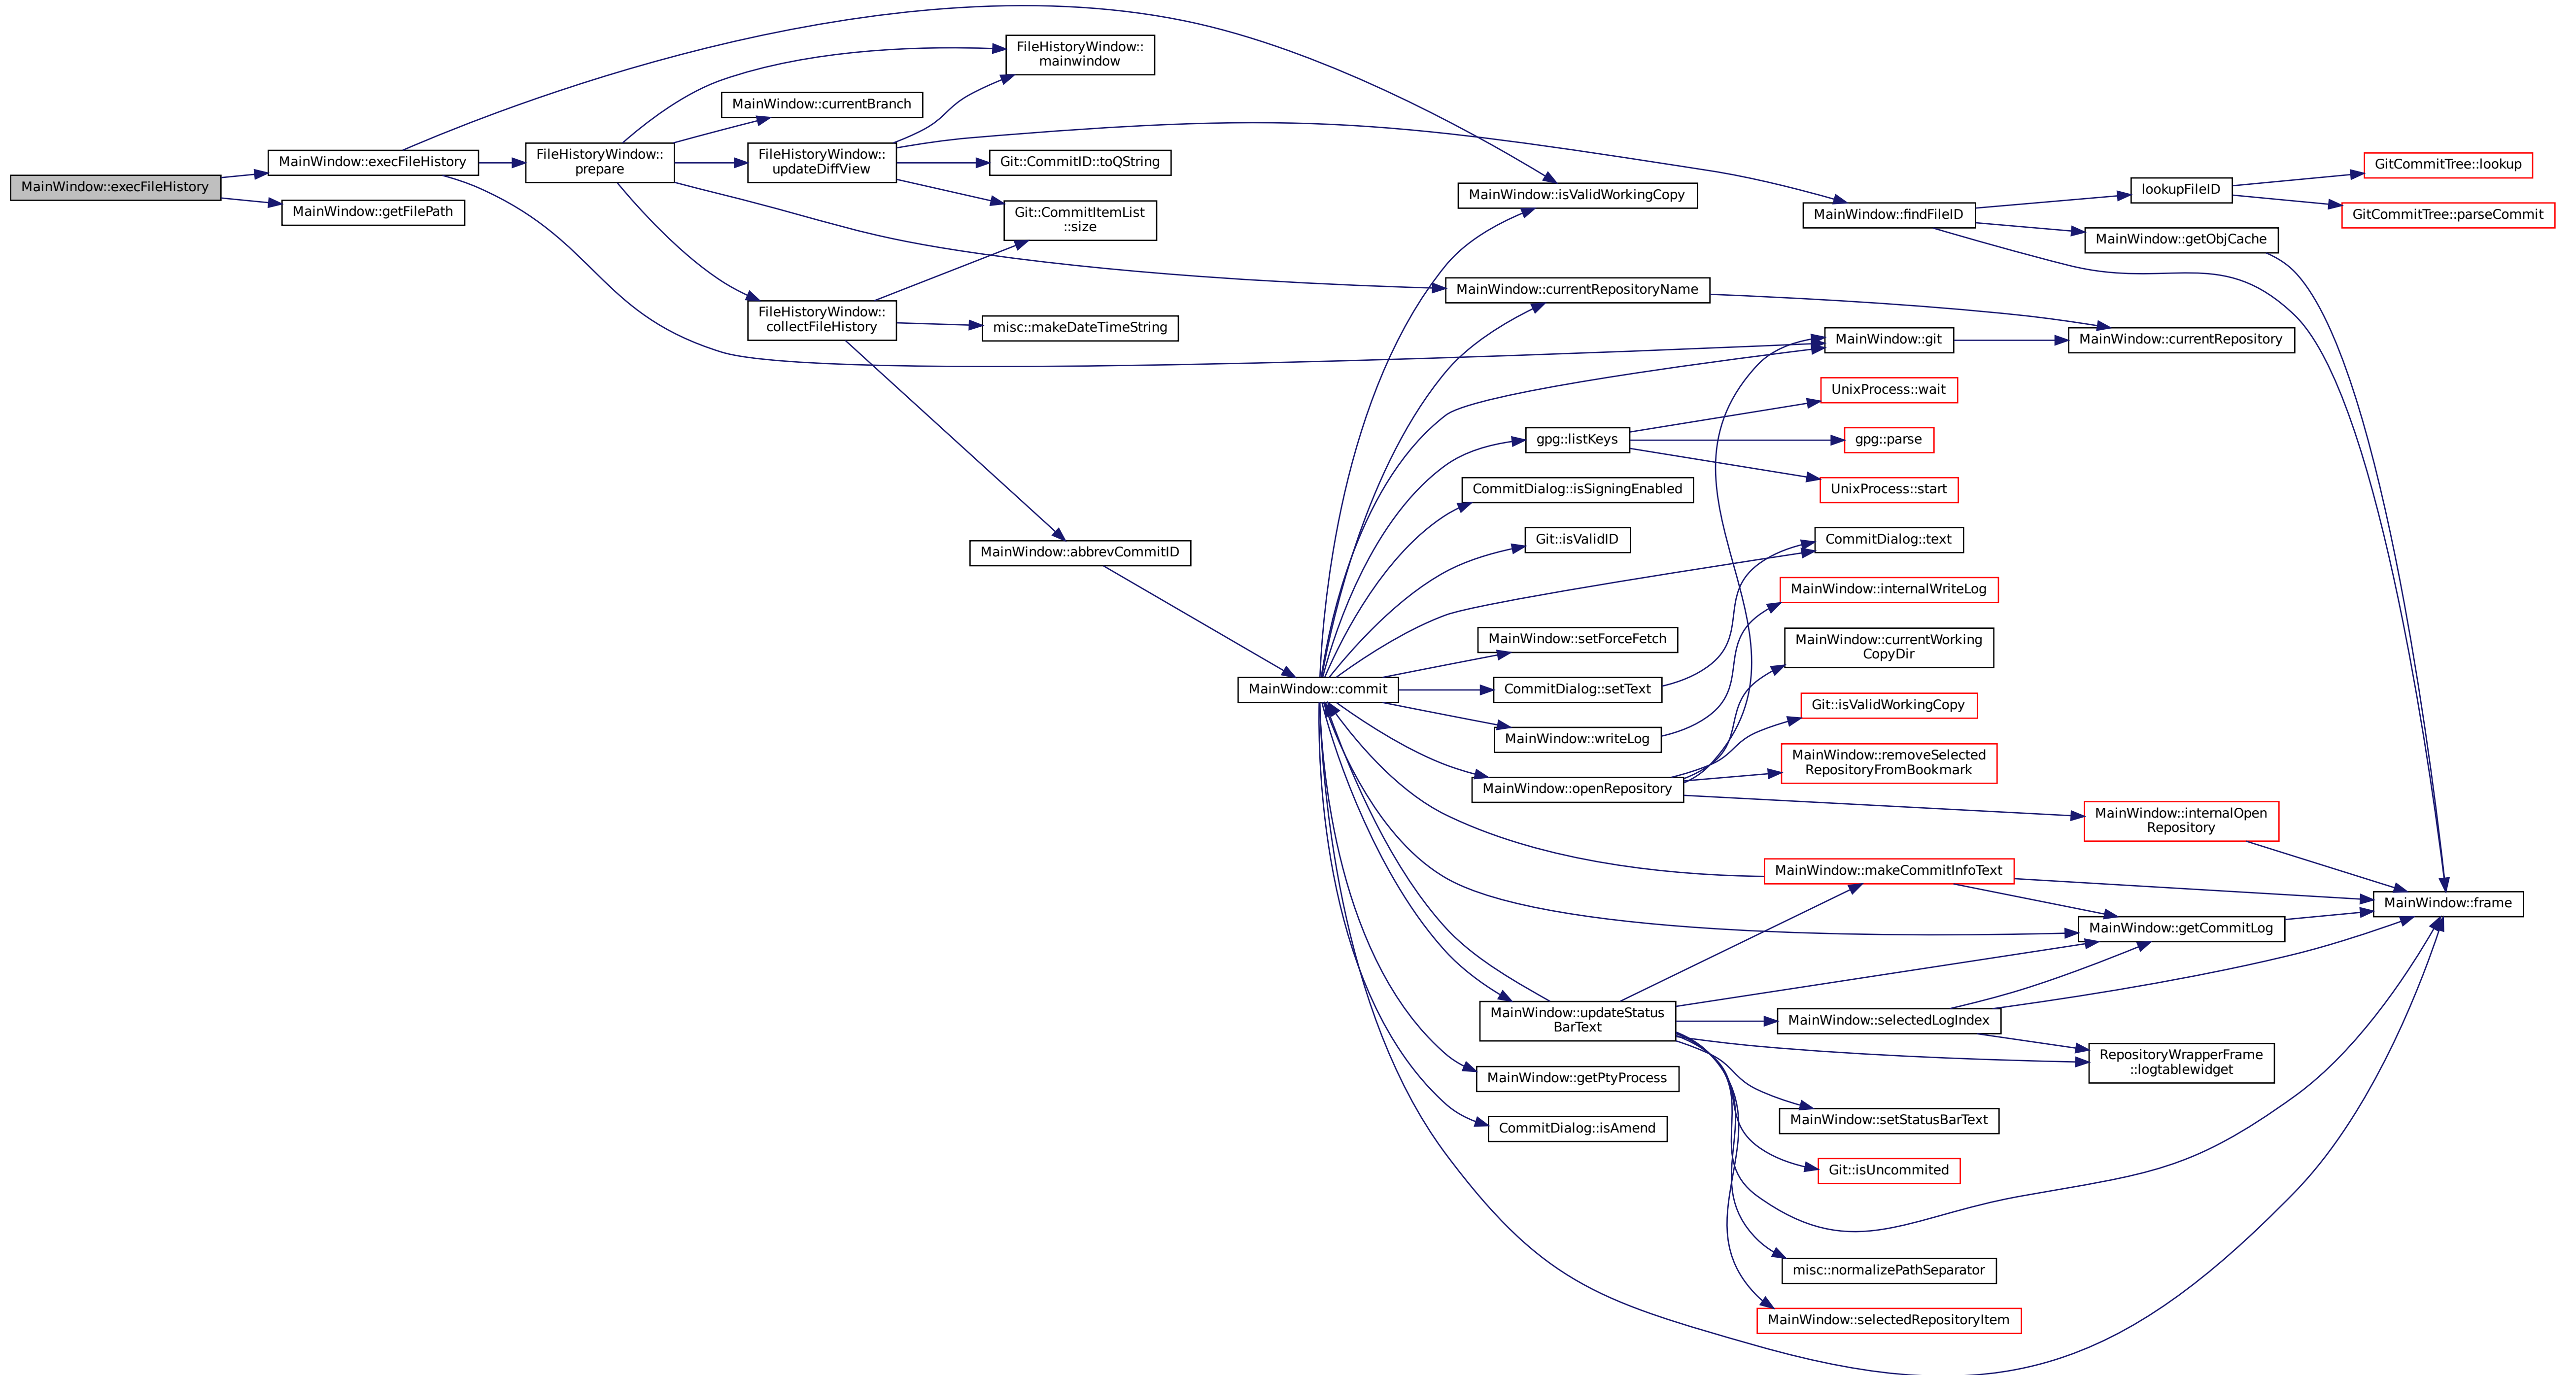 MainWindow::execFileHistory
MainWindow::execFileHistory
MainWindow::getFilePath
FileHistoryWindow::
prepare
FileHistoryWindow::
mainwindow
MainWindow::currentBranch
FileHistoryWindow::
updateDiffView
Git::CommitID::toQString
Git::CommitItemList
::size
FileHistoryWindow::
collectFileHistory
misc::makeDateTimeString
MainWindow::abbrevCommitID
MainWindow::commit
MainWindow::isValidWorkingCopy
MainWindow::currentRepositoryName
gpg::listKeys
CommitDialog::isSigningEnabled
Git::isValidID
MainWindow::setForceFetch
CommitDialog::setText
MainWindow::writeLog
MainWindow::openRepository
MainWindow::updateStatus
BarText
MainWindow::getPtyProcess
CommitDialog::isAmend
MainWindow::findFileID
MainWindow::git
UnixProcess::wait
gpg::parse
UnixProcess::start
CommitDialog::text
MainWindow::internalWriteLog
MainWindow::currentWorking
CopyDir
Git::isValidWorkingCopy
MainWindow::removeSelected
RepositoryFromBookmark
MainWindow::makeCommitInfoText
MainWindow::selectedLogIndex
MainWindow::setStatusBarText
Git::isUncommited
misc::normalizePathSeparator
MainWindow::selectedRepositoryItem
lookupFileID
MainWindow::getObjCache
MainWindow::currentRepository
MainWindow::internalOpen
Repository
MainWindow::getCommitLog
RepositoryWrapperFrame
::logtablewidget
GitCommitTree::lookup
GitCommitTree::parseCommit
MainWindow::frame